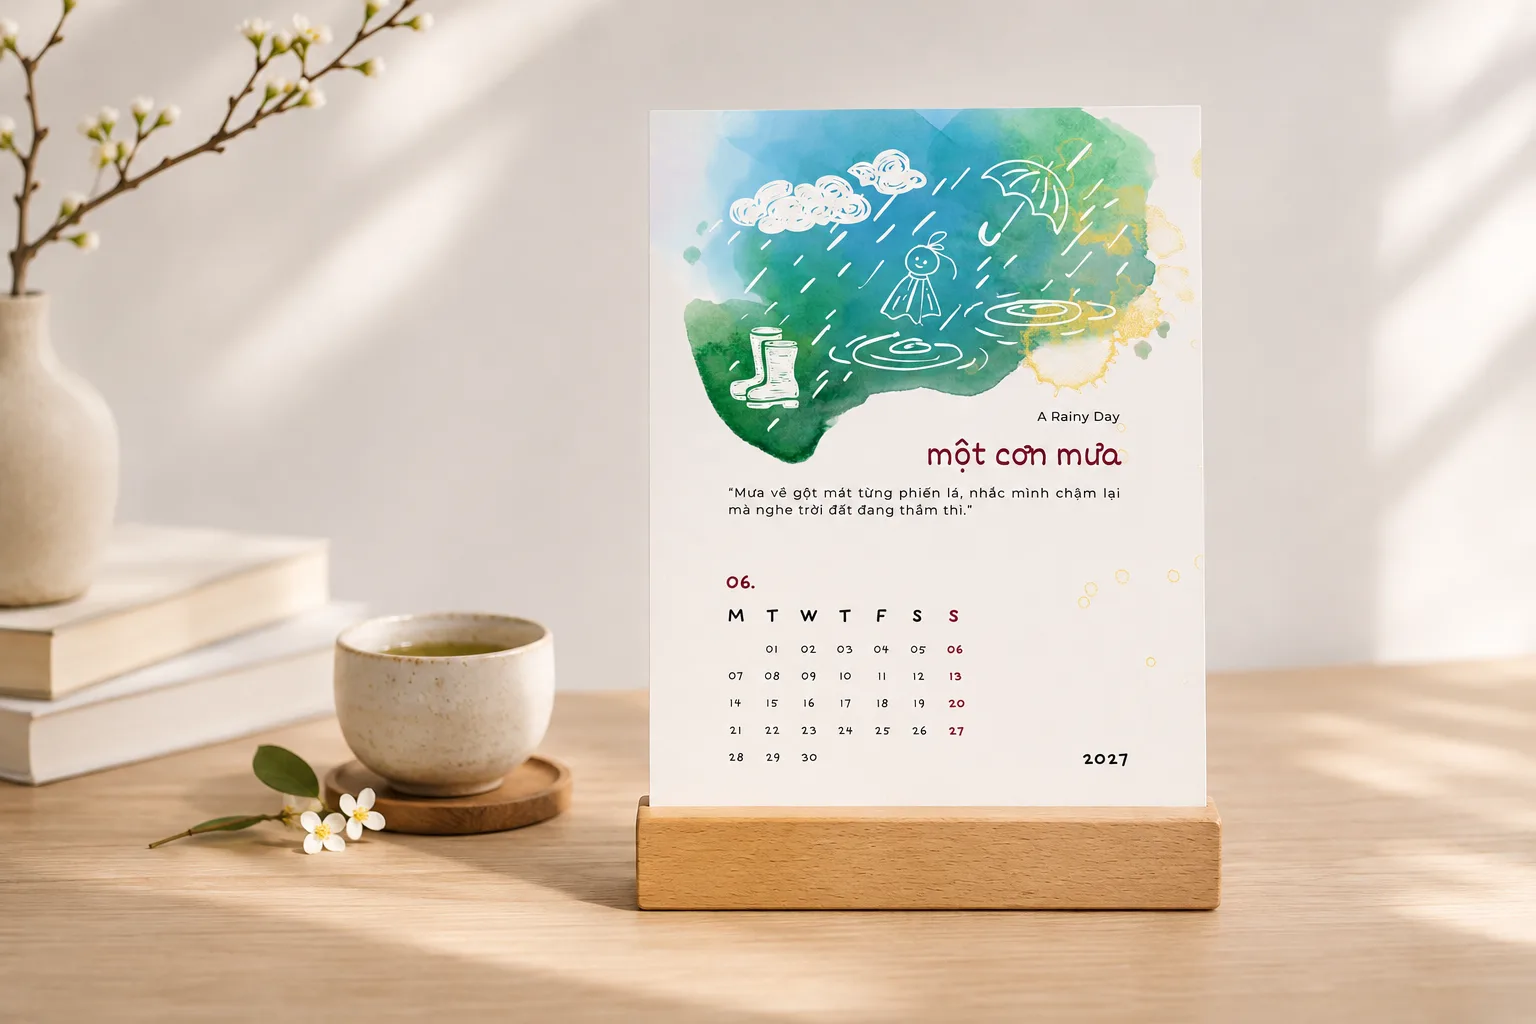 A Rainy Day
một cơn mưa
“Mưa về gột mát từng phiến lá, nhắc mình chậm lại
mà nghe trời đất đang thầm thì.”
06.
M T W T F S S
01 02 03 04 05 06
07 08 09 10 11 12 13
14 15 16 17 18 19 20
21 22 23 24 25 26 27
28 29 30
2027